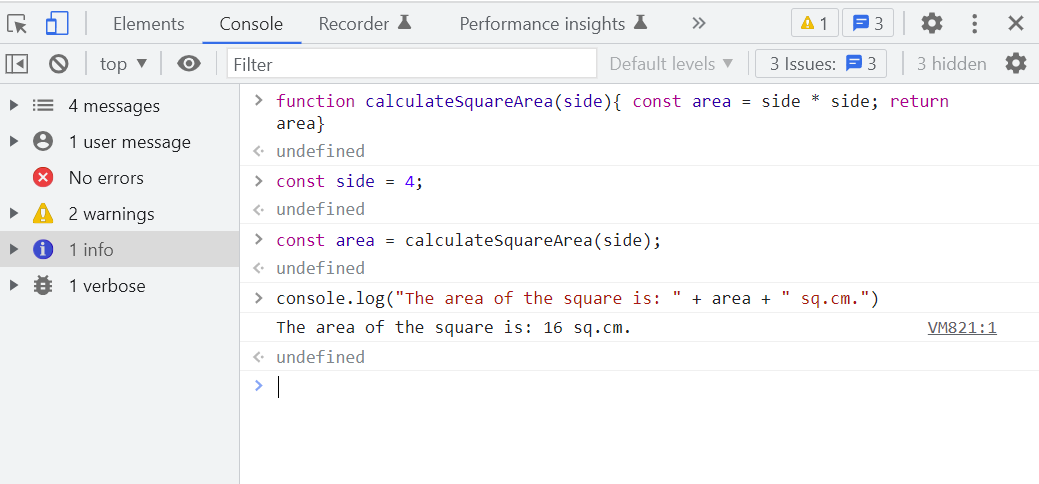 Elements Console Recorder Performance insights 1 3
top Filter Default levels 3 Issues: 3 3 hidden
4 messages
1 user message
No errors
2 warnings
1 info
1 verbose
function calculateSquareArea(side){ const area = side * side; return
area}
undefined
const side = 4;
undefined
const area = calculateSquareArea(side);
undefined
console.log("The area of the square is: " + area + " sq.cm.")
The area of the square is: 16 sq.cm. VM821:1
undefined